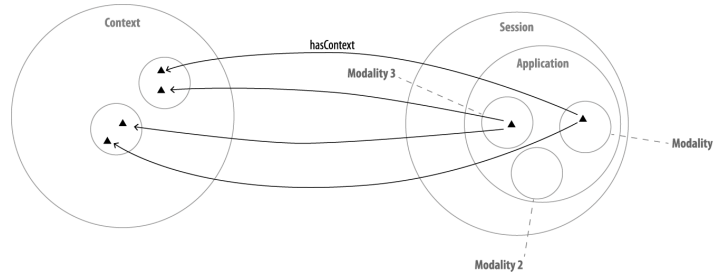 Context
Session
hasContext
Application
Modality 3
Modality
Modality 2